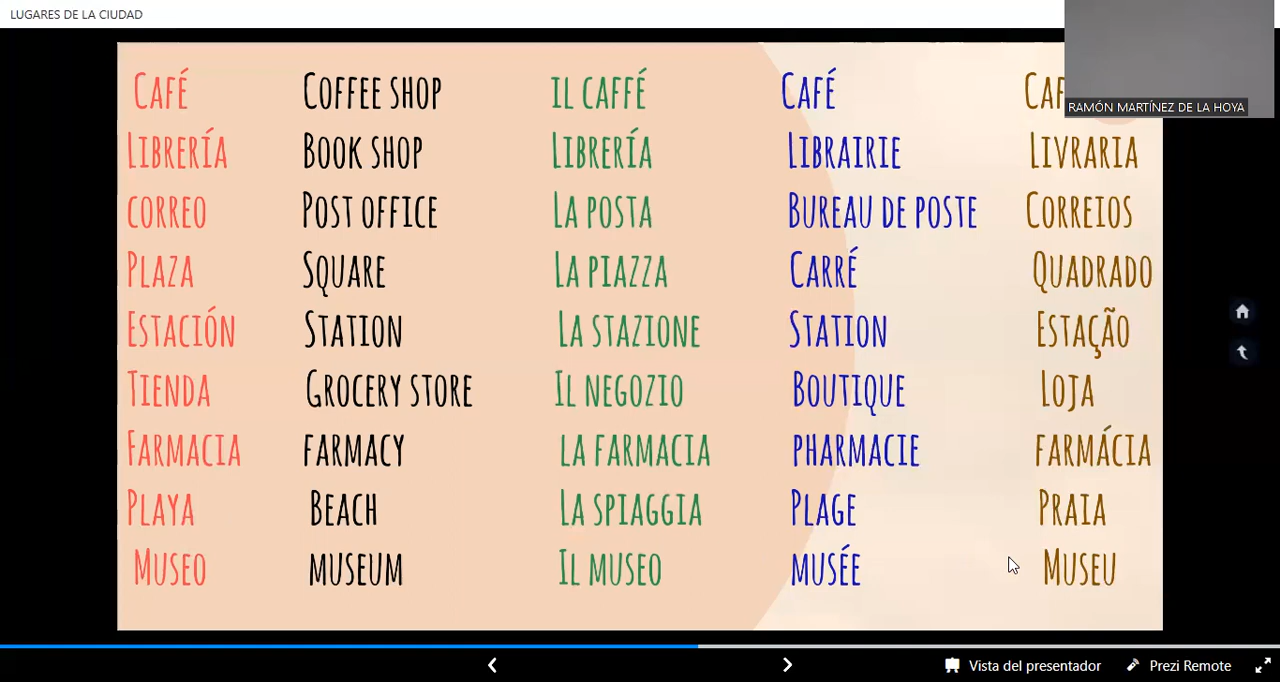 LUGARES DE LA CIUDAD
RAMÓN MARTÍNEZ DE LA HOYA
CAFÉ COFFEE SHOP IL CAFFÉ CAFÉ
LIBRERÍA BOOK SHOP LIBRERÍA LIBRAIRIE LIVRARIA
CORREO POST OFFICE LA POSTA BUREAU DE POSTE CORREIOS
PLAZA SQUARE LA PIAZZA CARRÉ QUADRADO
ESTACIÓN STATION LA STAZIONE STATION ESTAÇÃO
TIENDA GROCERY STORE IL NEGOZIO BOUTIQUE LOJA
FARMACIA FARMACY LA FARMACIA PHARMACIE FARMÁCIA
PLAYA BEACH LA SPIAGGIA PLAGE PRAIA
MUSEO MUSEUM IL MUSEO MUSÉE MUSEU
Vista del presentador Prezi Remote